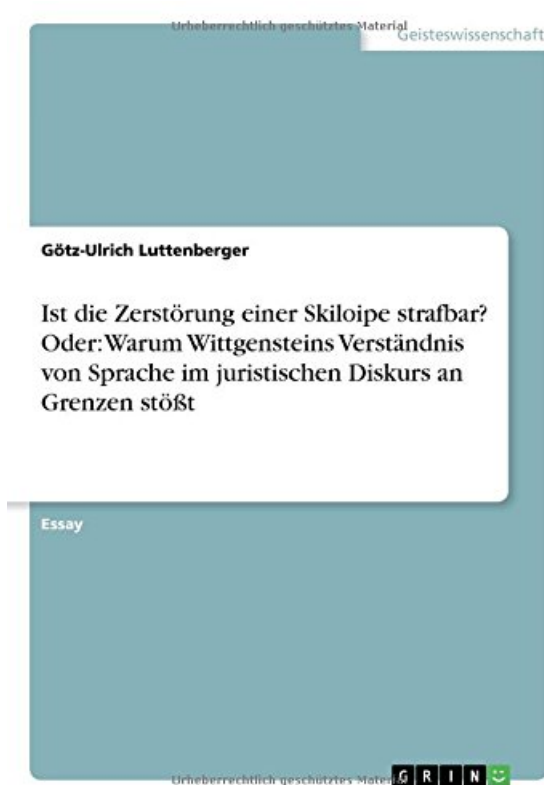 Urheberrechtlich geschütztes Material
Geisteswissenschaft
Götz-Ulrich Luttenberger
Ist die Zerstörung einer Skiloipe strafbar?
Oder: Warum Wittgensteins Verständnis
von Sprache im juristischen Diskurs an
Grenzen stößt
Essay
Urheberrechtlich geschütztes Material
GRIN